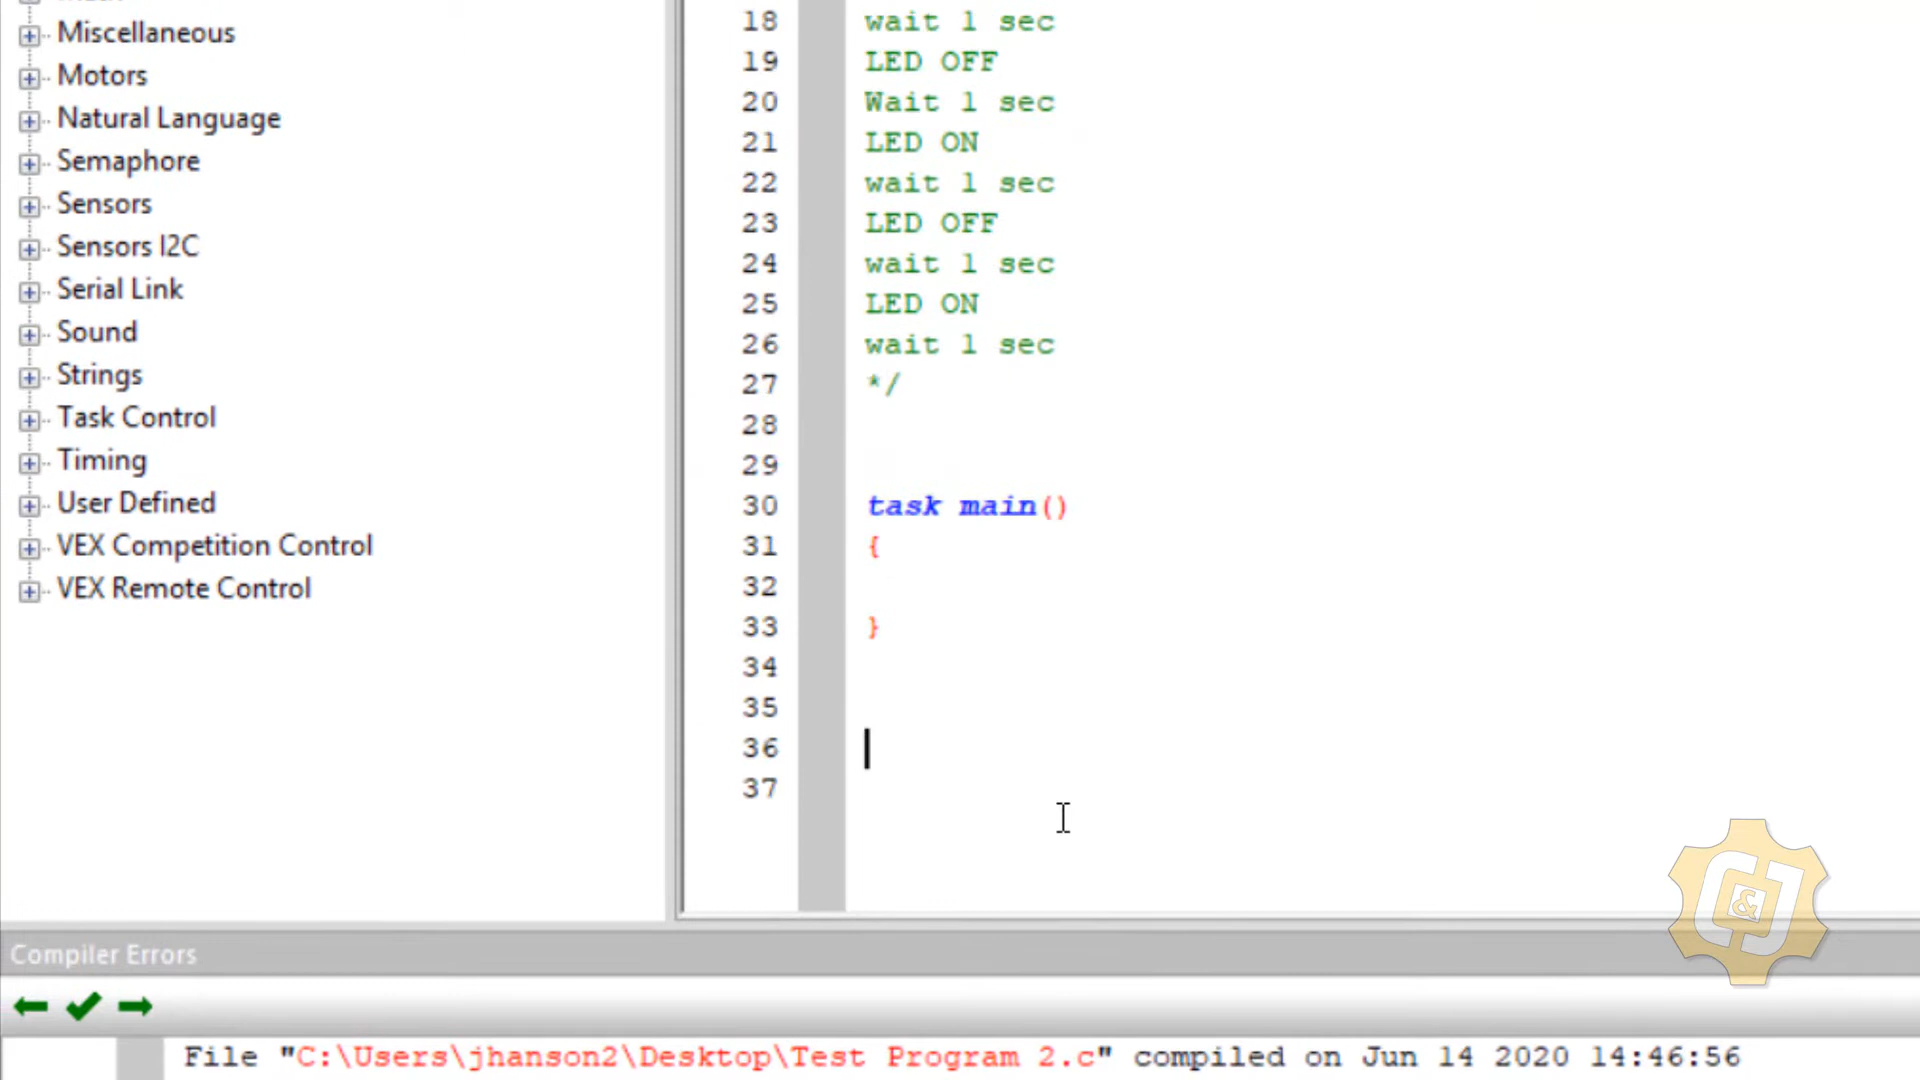 Miscellaneous
Motors
Natural Language
Semaphore
Sensors
Sensors I2C
Serial Link
Sound
Strings
Task Control
Timing
User Defined
VEX Competition Control
VEX Remote Control
18 wait 1 sec
19 LED OFF
20 Wait 1 sec
21 LED ON
22 wait 1 sec
23 LED OFF
24 wait 1 sec
25 LED ON
26 wait 1 sec
27 */
28
29
30 task main()
31 {
32
33 }
34
35
36
37
C&J
Compiler Errors
File "C:\Users\jhanson2\Desktop\Test Program 2.c" compiled on Jun 14 2020 14:46:56